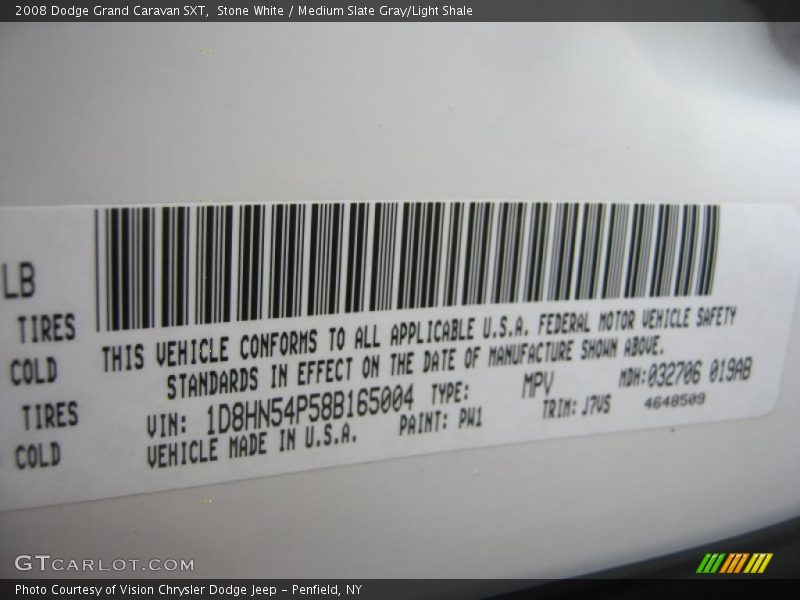 2008 Dodge Grand Caravan SXT, Stone White / Medium Slate Gray/Light Shale
LB
TIRES
COLD
TIRES
COLD
THIS VEHICLE CONFORMS TO ALL APPLICABLE U.S.A. FEDERAL MOTOR VEHICLE SAFETY
STANDARDS IN EFFECT ON THE DATE OF MANUFACTURE SHOWN ABOVE.
VIN: 1D8HN54P58B165004 TYPE: MPV MDH:032706 019AB
VEHICLE MADE IN U.S.A. PAINT: PW1 TRIM: J7VS 4648509
GTCARLOT.COM
Photo Courtesy of Vision Chrysler Dodge Jeep – Penfield, NY